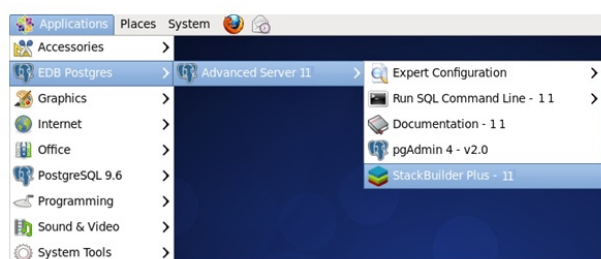 Applications Places System
Accessories
EDB Postgres
Advanced Server 11
Expert Configuration
Run SQL Command Line - 11
Documentation - 11
pgAdmin 4 - v2.0
StackBuilder Plus - 11
Graphics
Internet
Office
PostgreSQL 9.6
Programming
Sound & Video
System Tools